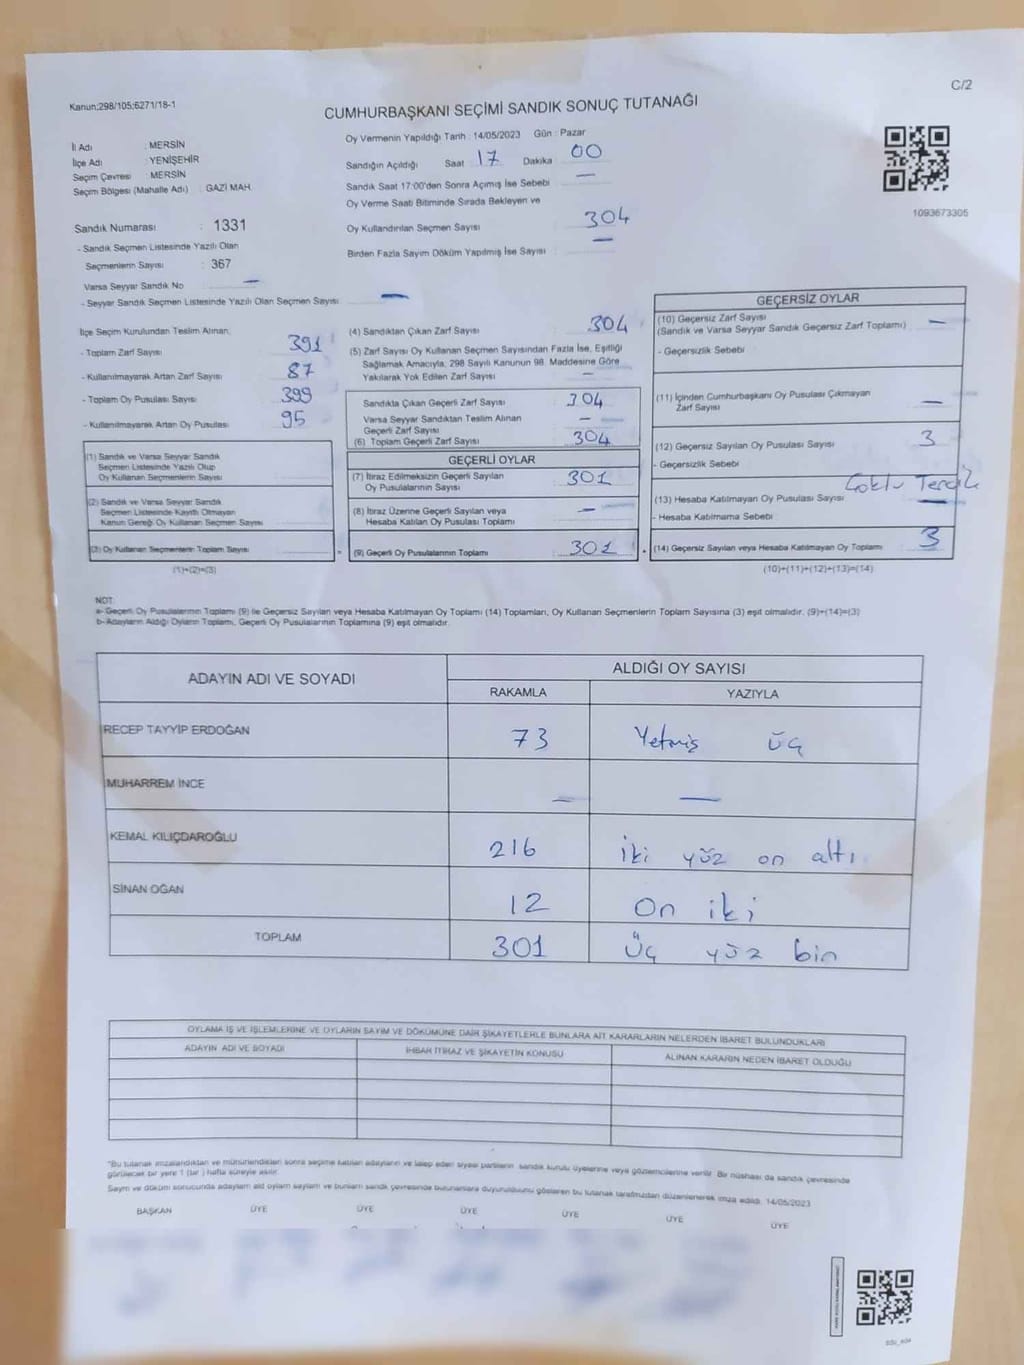 Kanun;298/105;6271/18-1
C/2
CUMHURBAŞKANI SEÇİMİ SANDIK SONUÇ TUTANAĞI
İl Adı : MERSİN
İlçe Adı : YENİŞEHİR
Seçim Çevresi : MERSİN
Seçim Bölgesi (Mahalle Adı) : GAZİ MAH.
Sandık Numarası : 1331
- Sandık Seçmen Listesinde Yazılı Olan
Seçmenlerin Sayısı : 367
Varsa Seyyar Sandık No —
- Seyyar Sandık Seçmen Listesinde Yazılı Olan Seçmen Sayısı —
Oy Vermenin Yapıldığı Tarih : 14/05/2023 Gün : Pazar
Sandığın Açıldığı Saat 17 Dakika 00
Sandık Saat 17:00'den Sonra Açımış İse Sebebi —
Oy Verme Saati Bitiminde Sırada Bekleyen ve
Oy Kullandırılan Seçmen Sayısı 304
Birden Fazla Sayım Döküm Yapılmış İse Sayısı —
1093673305
İlçe Seçim Kurulundan Teslim Alınan:
- Toplam Zarf Sayısı 391
- Kullanılmayarak Artan Zarf Sayısı 87
- Toplam Oy Pusulası Sayısı 399
- Kullanılmayarak Artan Oy Pusulası 95
(1) Sandık ve Varsa Seyyar Sandık
Seçmen Listesinde Yazılı Olup
Oy Kullanan Seçmenlerin Sayısı
(2) Sandık ve Varsa Seyyar Sandık
Seçmen Listesinde Kayıtlı Olmayan
Kanun Gereği Oy Kullanan Seçmen Sayısı
(3) Oy Kullanan Seçmenlerin Toplam Sayısı
(1)+(2)=(3)
(4) Sandıktan Çıkan Zarf Sayısı 304
(5) Zarf Sayısı Oy Kullanan Seçmen Sayısından Fazla İse, Eşitliği
Sağlamak Amacıyla, 298 Sayılı Kanunun 98. Maddesine Göre
Yakılarak Yok Edilen Zarf Sayısı —
Sandıkta Çıkan Geçerli Zarf Sayısı 304
Varsa Seyyar Sandıktan Teslim Alınan
Geçerli Zarf Sayısı —
(6) Toplam Geçerli Zarf Sayısı 304
GEÇERLİ OYLAR
(7) İtiraz Edilmeksizin Geçerli Sayılan
Oy Pusulalarının Sayısı 301
(8) İtiraz Üzerine Geçerli Sayılan veya
Hesaba Katılan Oy Pusulası Toplamı —
= (9) Geçerli Oy Pusulalarının Toplamı 301
GEÇERSİZ OYLAR
(10) Geçersiz Zarf Sayısı
(Sandık ve Varsa Seyyar Sandık Geçersiz Zarf Toplamı) —
- Geçersizlik Sebebi
(11) İçinden Cumhurbaşkanı Oy Pusulası Çıkmayan
Zarf Sayısı —
(12) Geçersiz Sayılan Oy Pusulası Sayısı 3
- Geçersizlik Sebebi
Çoklu Tercih
(13) Hesaba Katılmayan Oy Pusulası Sayısı —
- Hesaba Katılmama Sebebi
+ (14) Geçersiz Sayılan veya Hesaba Katılmayan Oy Toplamı 3
(10)+(11)+(12)+(13)=(14)
NOT:
a- Geçerli Oy Pusulalarının Toplamı (9) ile Geçersiz Sayılan veya Hesaba Katılmayan Oy Toplamı (14) Toplamları, Oy Kullanan Seçmenlerin Toplam Sayısına (3) eşit olmalıdır. (9)+(14)=(3)
b- Adayların Aldığı Oyların Toplamı, Geçerli Oy Pusulalarının Toplamına (9) eşit olmalıdır.
ADAYIN ADI VE SOYADI ALDIĞI OY SAYISI
RAKAMLA YAZIYLA
RECEP TAYYİP ERDOĞAN 73 Yetmiş üç
MUHARREM İNCE — —
KEMAL KILIÇDAROĞLU 216 iki yüz on altı
SİNAN OĞAN 12 On iki
TOPLAM 301 Üç yüz bin
OYLAMA İŞ VE İŞLEMLERİNE VE OYLARIN SAYIM VE DÖKÜMÜNE DAİR ŞİKAYETLERLE BUNLARA AİT KARARLARIN NELERDEN İBARET BULUNDUKLARI
ADAYIN ADI VE SOYADI İHBAR İTİRAZ VE ŞİKAYETİN KONUSU ALINAN KARARIN NEDEN İBARET OLDUĞU
*Bu tutanak imzalandıktan ve mühürlendikten sonra seçime katılan adayların ve talep eden siyasi partilerin sandık kurulu üyelerine veya gözlemcilerine verilir. Bir nüshası da sandık çevresinde
görülecek bir yere 1 (bir) hafta süreyle asılır.
Sayım ve döküm sonucunda adayların ad oyların sayıları ve bunların sandık çevresinde bulunanlara duyurulduğunu gösteren bu tutanak tarafımızdan düzenlenerek imza edildi. 14/05/2023
BAŞKAN ÜYE ÜYE ÜYE ÜYE ÜYE ÜYE